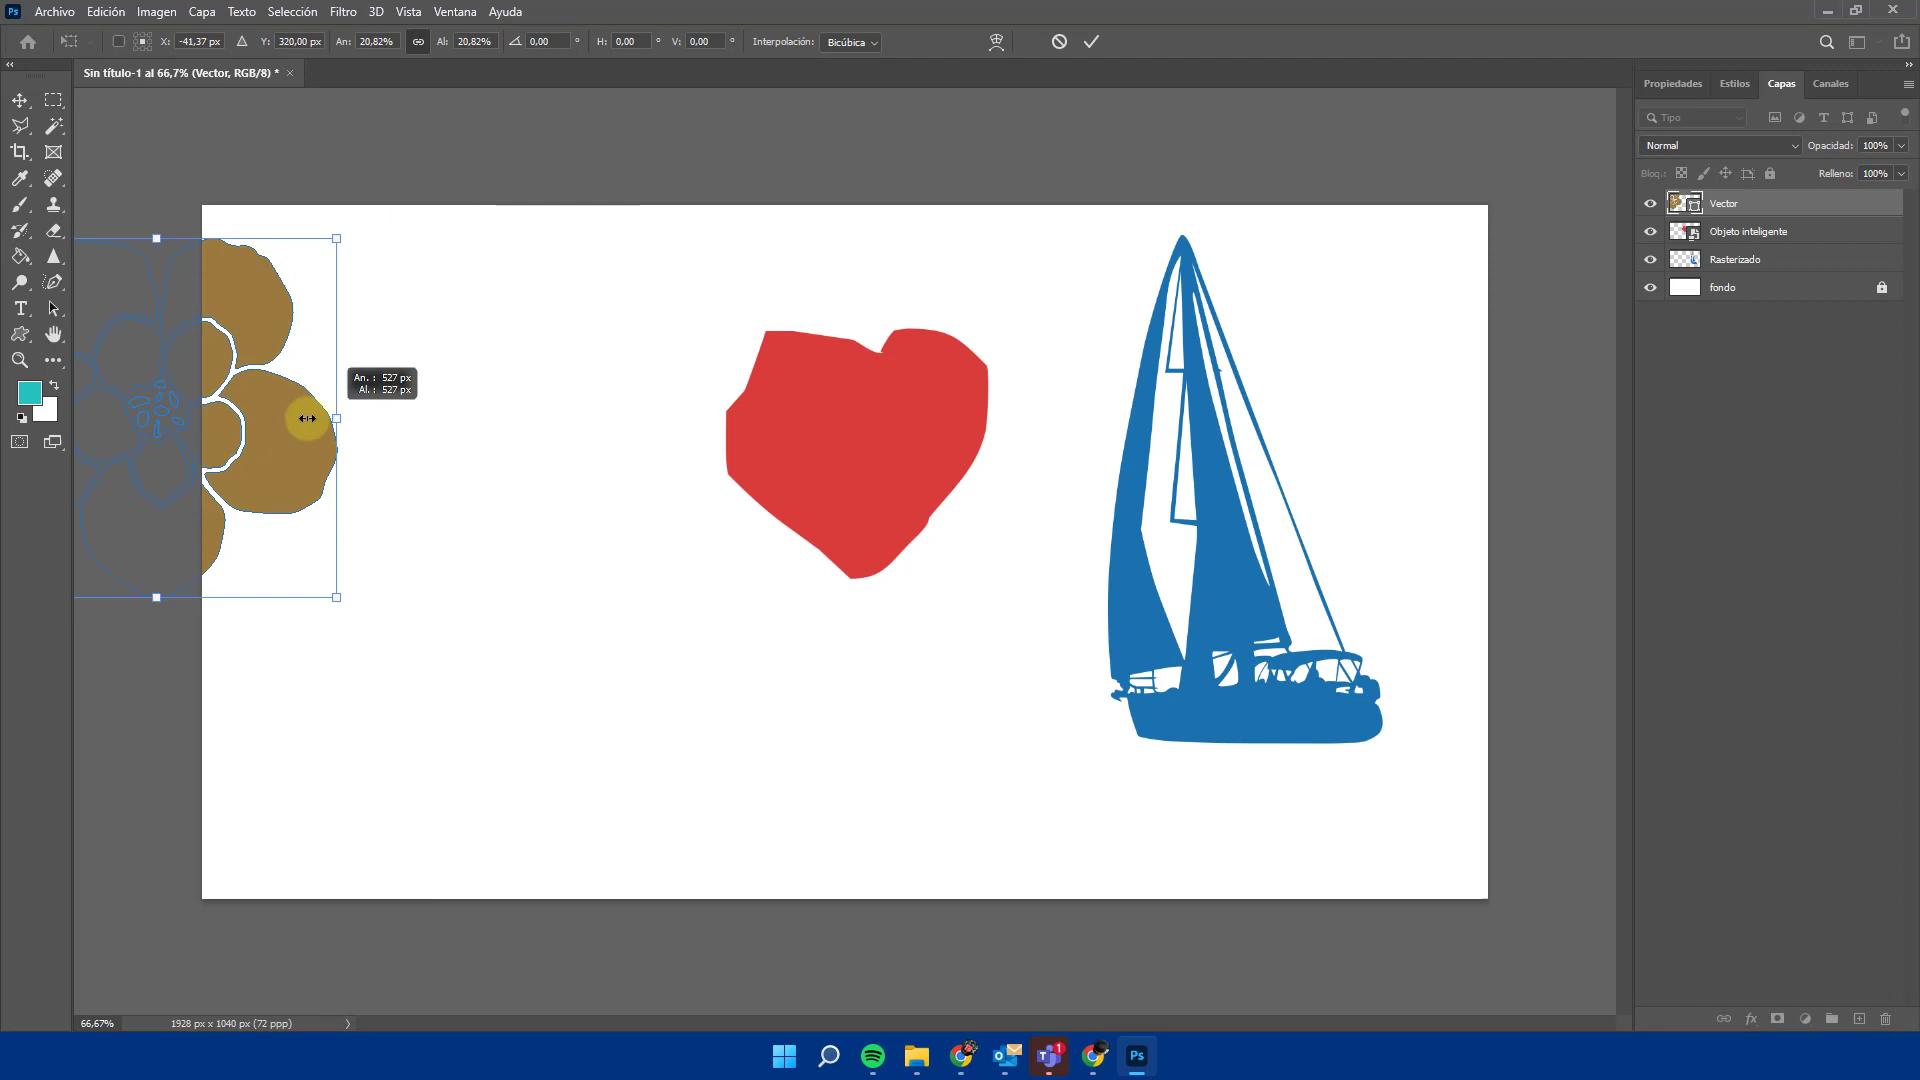 Ps Archivo Edición Imagen Capa Texto Selección Filtro 3D Vista Ventana Ayuda
X: -41,37 px Y: 320,00 px An: 20,82% Al: 20,82% 0,00 ° H: 0,00 ° V: 0,00 ° Interpolación: Bicúbica
Sin título-1 al 66,7% (Vector, RGB/8) *
Propiedades Estilos Capas Canales
Tipo
Normal Opacidad: 100%
Bloq.: Relleno: 100%
Vector
Objeto inteligente
Rasterizado
fondo
An. : 527 px
Al. : 527 px
66,67% 1928 px x 1040 px (72 ppp)
1
Ps